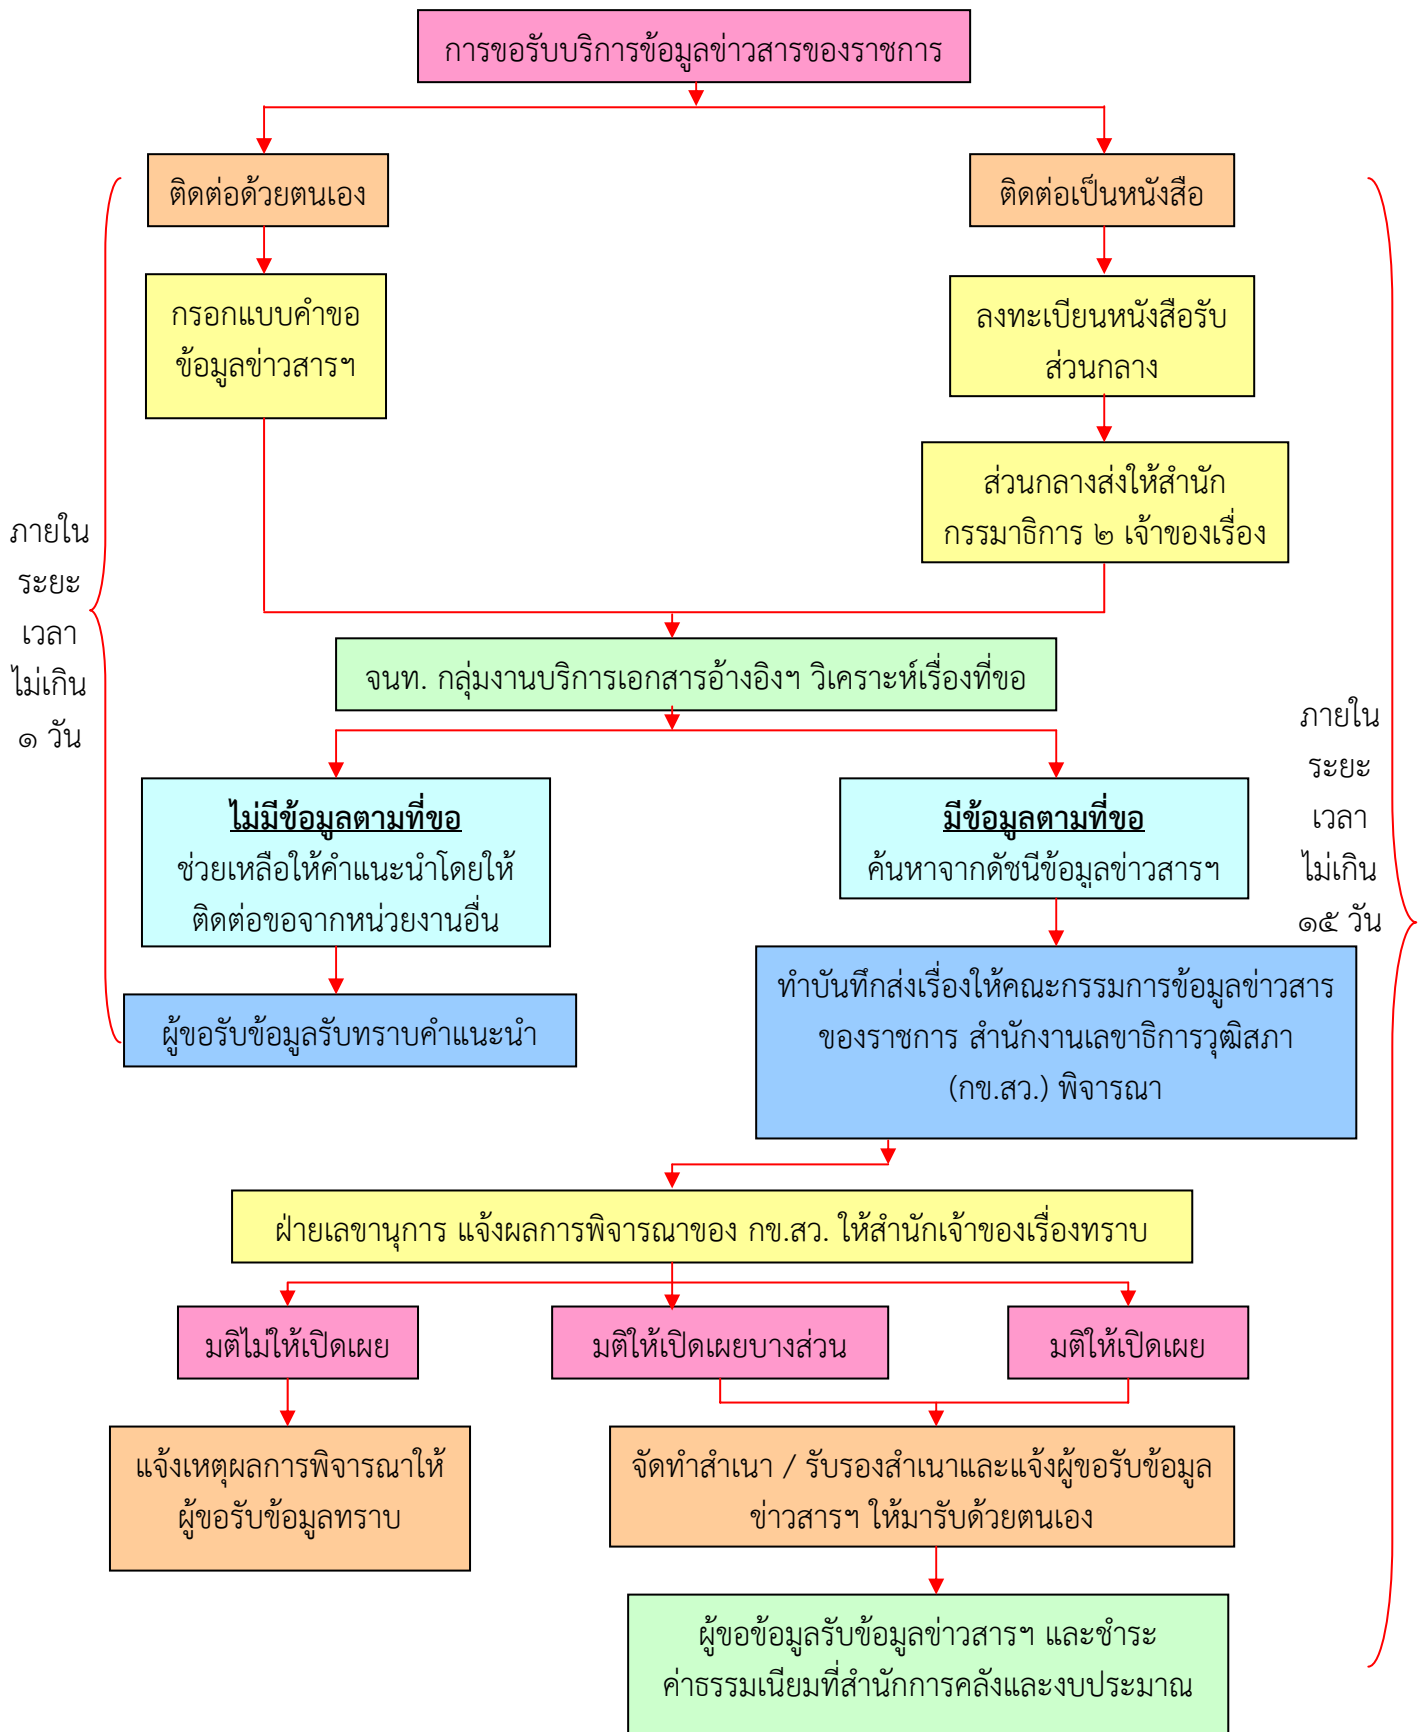 การขอรับบริการข้อมูลข่าวสารของราชการ
ติดต่อด้วยตนเอง
ติดต่อเป็นหนังสือ
กรอกแบบคำขอ
ข้อมูลข่าวสารฯ
ลงทะเบียนหนังสือรับ
ส่วนกลาง
ส่วนกลางส่งให้สำนัก
กรรมาธิการ ๒ เจ้าของเรื่อง
ภายใน
ระยะ
เวลา
ไม่เกิน
๑ วัน
จนท. กลุ่มงานบริการเอกสารอ้างอิงฯ วิเคราะห์เรื่องที่ขอ
ไม่มีข้อมูลตามที่ขอ
ช่วยเหลือให้คำแนะนำโดยให้
ติดต่อขอจากหน่วยงานอื่น
มีข้อมูลตามที่ขอ
ค้นหาจากดัชนีข้อมูลข่าวสารฯ
ภายใน
ระยะ
เวลา
ไม่เกิน
๑๕ วัน
ผู้ขอรับข้อมูลรับทราบคำแนะนำ
ทำบันทึกส่งเรื่องให้คณะกรรมการข้อมูลข่าวสาร
ของราชการ สำนักงานเลขาธิการวุฒิสภา
(กข.สว.) พิจารณา
ฝ่ายเลขานุการ แจ้งผลการพิจารณาของ กข.สว. ให้สำนักเจ้าของเรื่องทราบ
มติไม่ให้เปิดเผย
มติให้เปิดเผยบางส่วน
มติให้เปิดเผย
แจ้งเหตุผลการพิจารณาให้
ผู้ขอรับข้อมูลทราบ
จัดทำสำเนา / รับรองสำเนาและแจ้งผู้ขอรับข้อมูล
ข่าวสารฯ ให้มารับด้วยตนเอง
ผู้ขอข้อมูลรับข้อมูลข่าวสารฯ และชำระ
ค่าธรรมเนียมที่สำนักการคลังและงบประมาณ